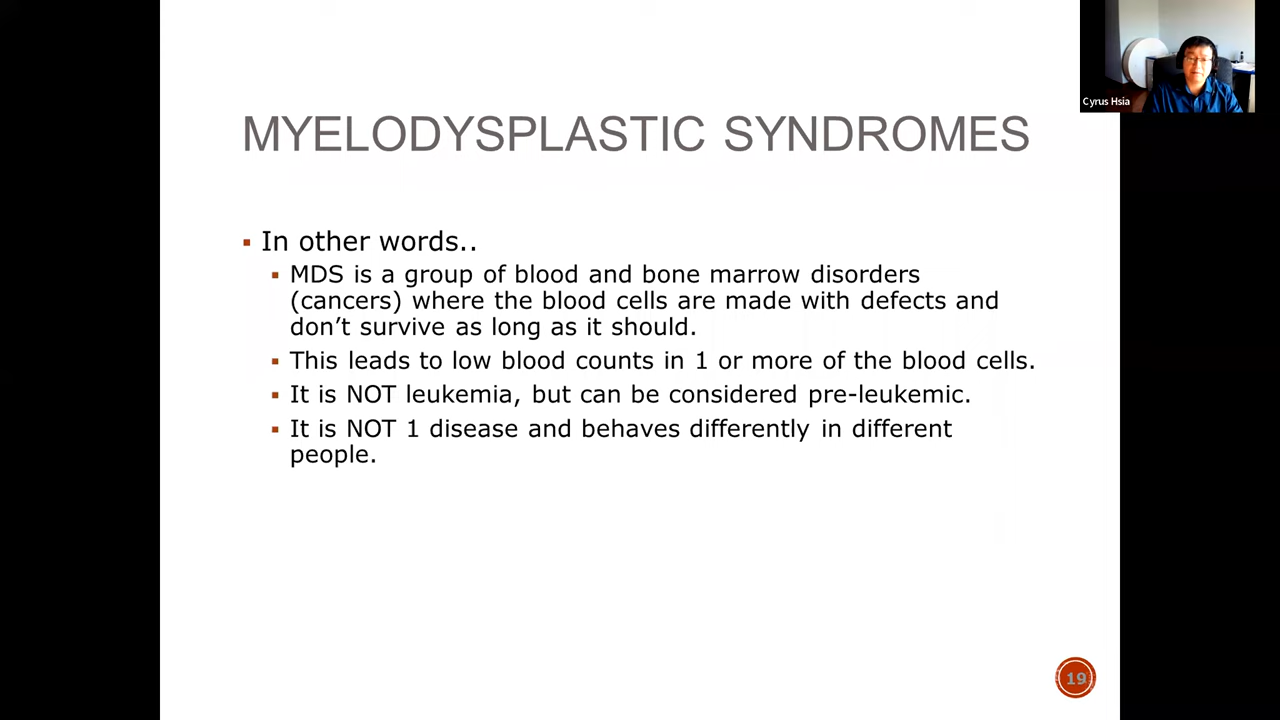 Cyrus Hsia
MYELODYSPLASTIC SYNDROMES
▪ In other words..
▪ MDS is a group of blood and bone marrow disorders
(cancers) where the blood cells are made with defects and
don’t survive as long as it should.
▪ This leads to low blood counts in 1 or more of the blood cells.
▪ It is NOT leukemia, but can be considered pre-leukemic.
▪ It is NOT 1 disease and behaves differently in different
people.
19